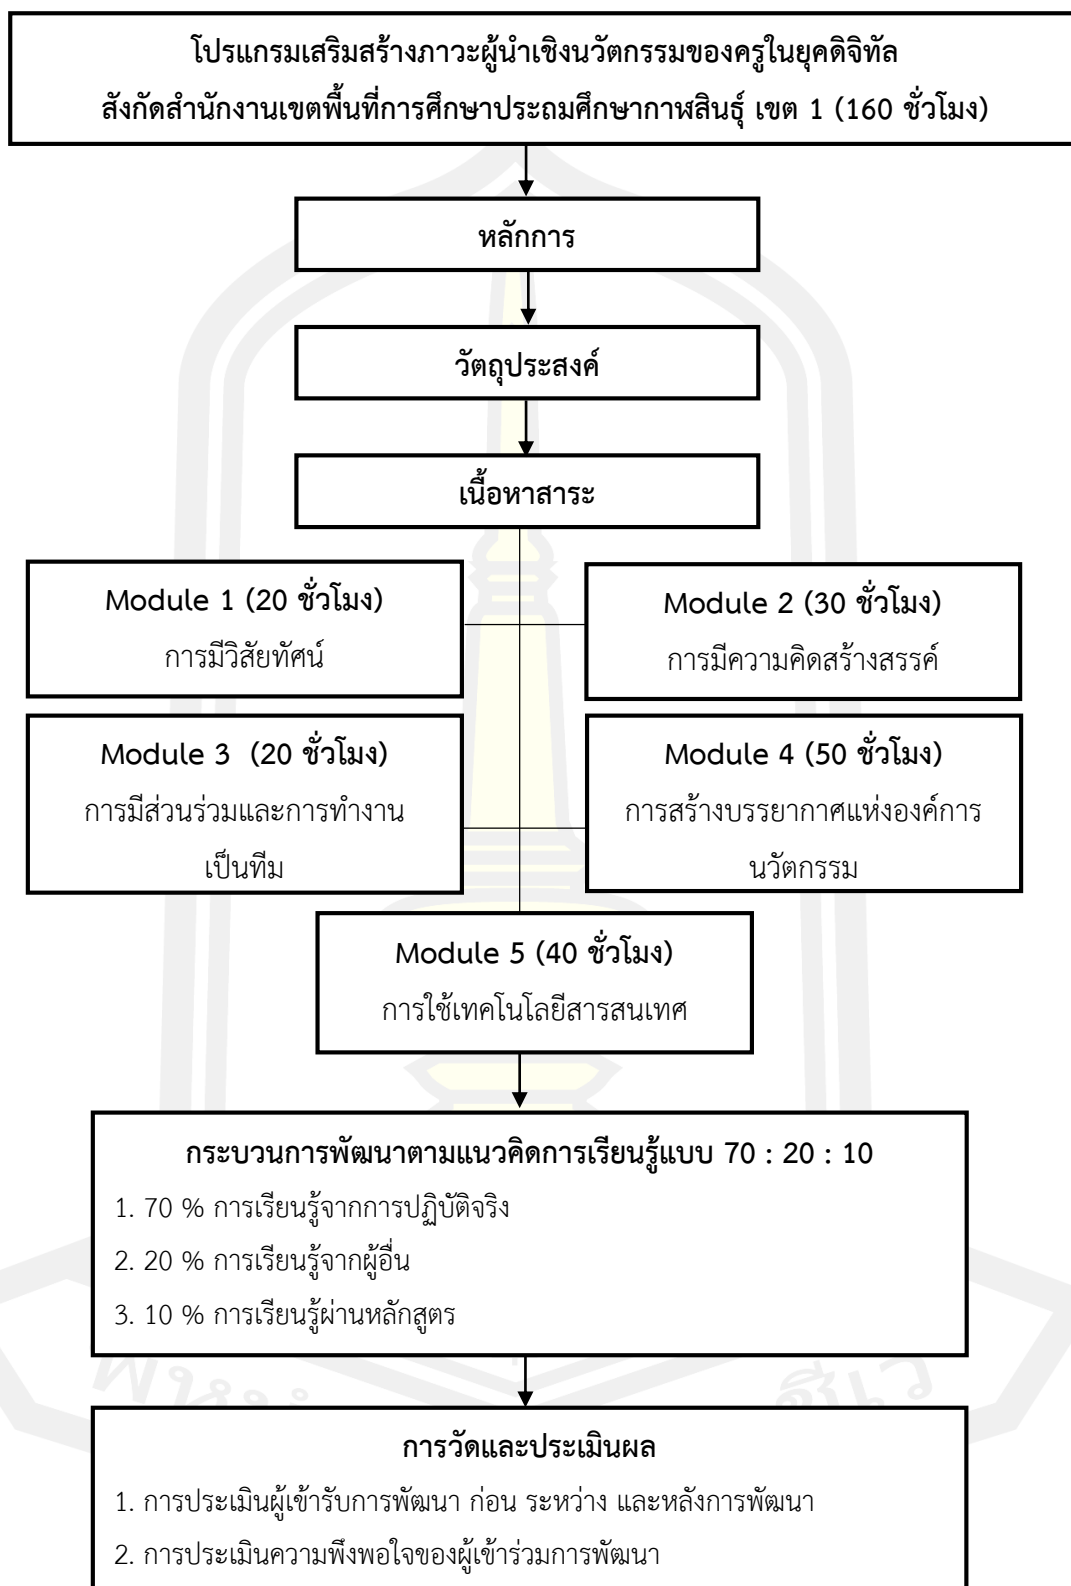 โปรแกรมเสริมสร้างภาวะผู้นำเชิงนวัตกรรมของครูในยุคดิจิทัล
สังกัดสำนักงานเขตพื้นที่การศึกษาประถมศึกษากาฬสินธุ์ เขต 1 (160 ชั่วโมง)
หลักการ
วัตถุประสงค์
เนื้อหาสาระ
Module 1 (20 ชั่วโมง)
การมีวิสัยทัศน์
Module 2 (30 ชั่วโมง)
การมีความคิดสร้างสรรค์
Module 3 (20 ชั่วโมง)
การมีส่วนร่วมและการทำงาน
เป็นทีม
Module 4 (50 ชั่วโมง)
การสร้างบรรยากาศแห่งองค์การ
นวัตกรรม
Module 5 (40 ชั่วโมง)
การใช้เทคโนโลยีสารสนเทศ
กระบวนการพัฒนาตามแนวคิดการเรียนรู้แบบ 70 : 20 : 10
1. 70 % การเรียนรู้จากการปฏิบัติจริง
2. 20 % การเรียนรู้จากผู้อื่น
3. 10 % การเรียนรู้ผ่านหลักสูตร
การวัดและประเมินผล
1. การประเมินผู้เข้ารับการพัฒนา ก่อน ระหว่าง และหลังการพัฒนา
2. การประเมินความพึงพอใจของผู้เข้าร่วมการพัฒนา